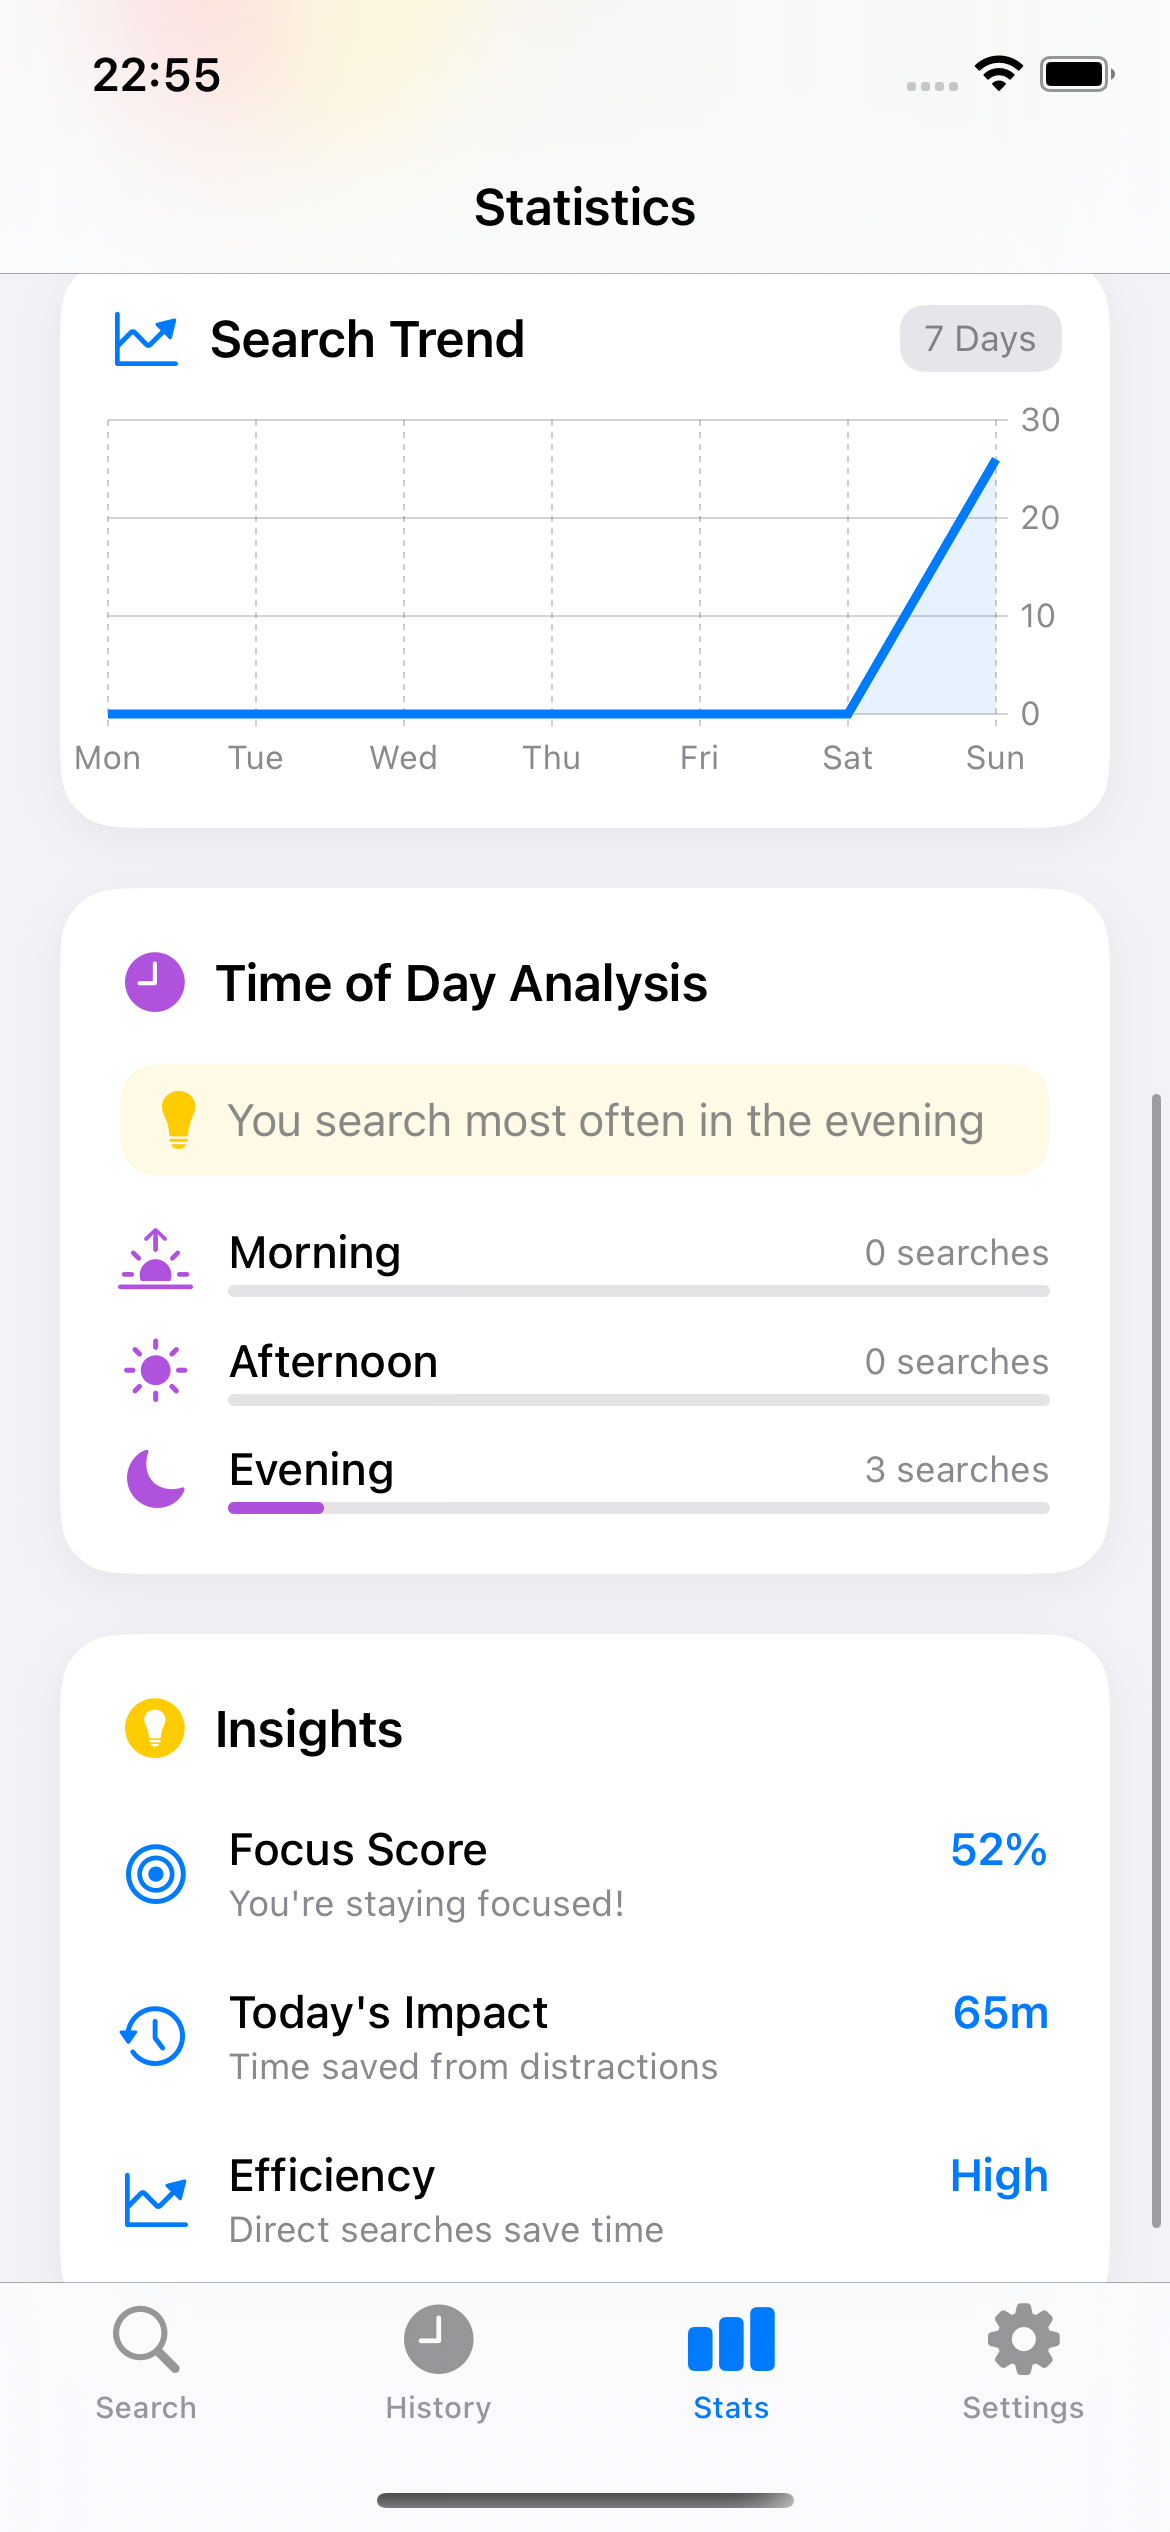 22:55
Statistics
Search Trend
7 Days
30
20
10
0
Mon Tue Wed Thu Fri Sat Sun
Time of Day Analysis
You search most often in the evening
Morning 0 searches
Afternoon 0 searches
Evening 3 searches
Insights
Focus Score 52%
You're staying focused!
Today's Impact 65m
Time saved from distractions
Efficiency High
Direct searches save time
Search History Stats Settings